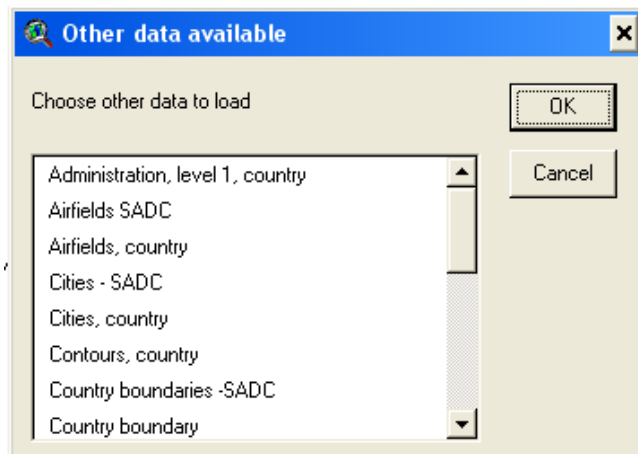 Other data available
Choose other data to load
OK
Cancel
Administration, level 1, country
Airfields SADC
Airfields, country
Cities - SADC
Cities, country
Contours, country
Country boundaries -SADC
Country boundary